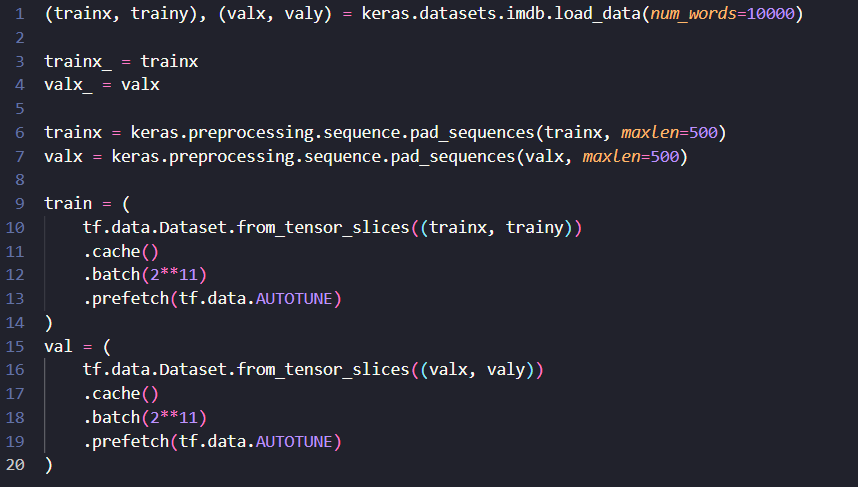 1 (trainx, trainy), (valx, valy) = keras.datasets.imdb.load_data(num_words=10000)
2
3 trainx_ = trainx
4 valx_ = valx
5
6 trainx = keras.preprocessing.sequence.pad_sequences(trainx, maxlen=500)
7 valx = keras.preprocessing.sequence.pad_sequences(valx, maxlen=500)
8
9 train = (
10     tf.data.Dataset.from_tensor_slices((trainx, trainy))
11     .cache()
12     .batch(2**11)
13     .prefetch(tf.data.AUTOTUNE)
14 )
15 val = (
16     tf.data.Dataset.from_tensor_slices((valx, valy))
17     .cache()
18     .batch(2**11)
19     .prefetch(tf.data.AUTOTUNE)
20 )